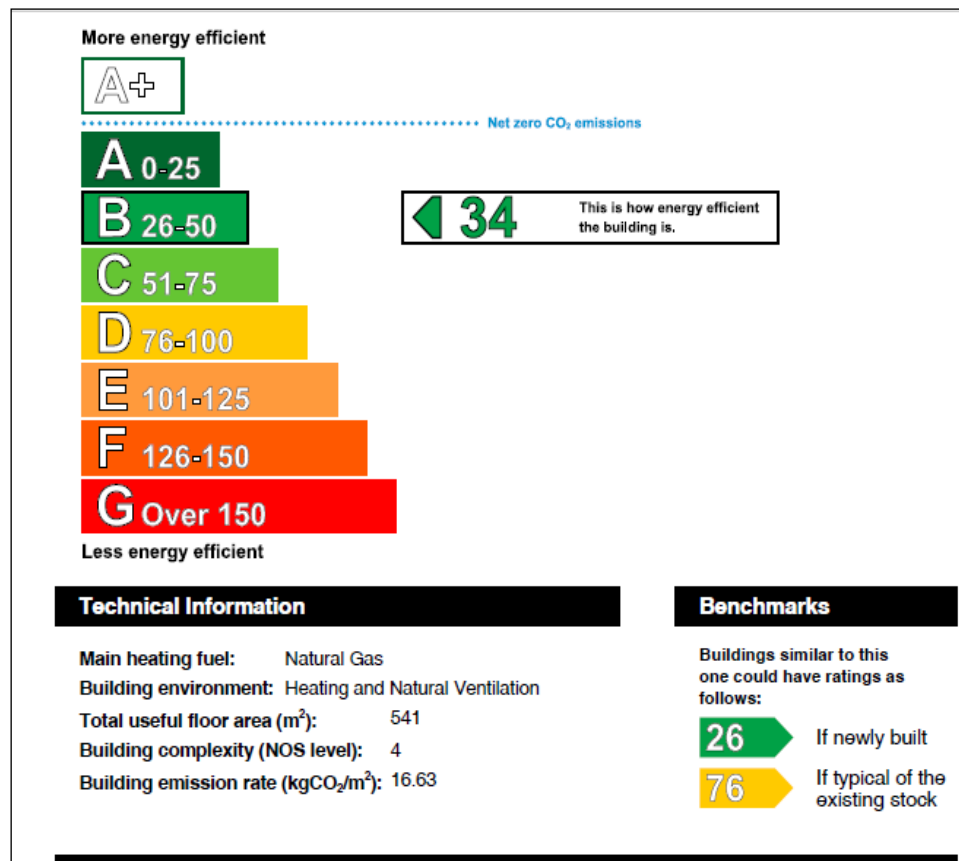 More energy efficient
A+
Net zero CO₂ emissions
A 0-25
B 26-50
34 This is how energy efficient
the building is.
C 51-75
D 76-100
E 101-125
F 126-150
G Over 150
Less energy efficient
Technical Information
Main heating fuel: Natural Gas
Building environment: Heating and Natural Ventilation
Total useful floor area (m²): 541
Building complexity (NOS level): 4
Building emission rate (kgCO₂/m²): 16.63
Benchmarks
Buildings similar to this
one could have ratings as
follows:
26 If newly built
76 If typical of the
existing stock